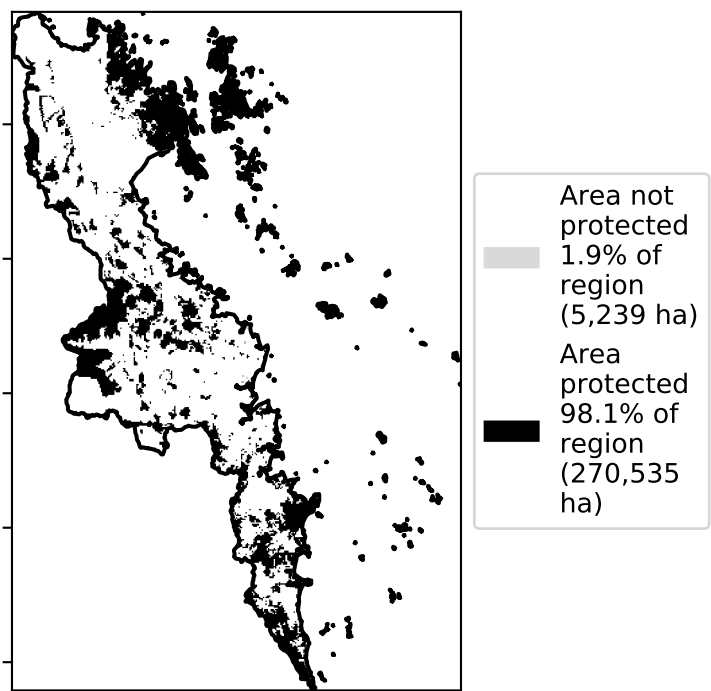 Area not
protected
1.9% of
region
(5,239 ha)
Area
protected
98.1% of
region
(270,535
ha)